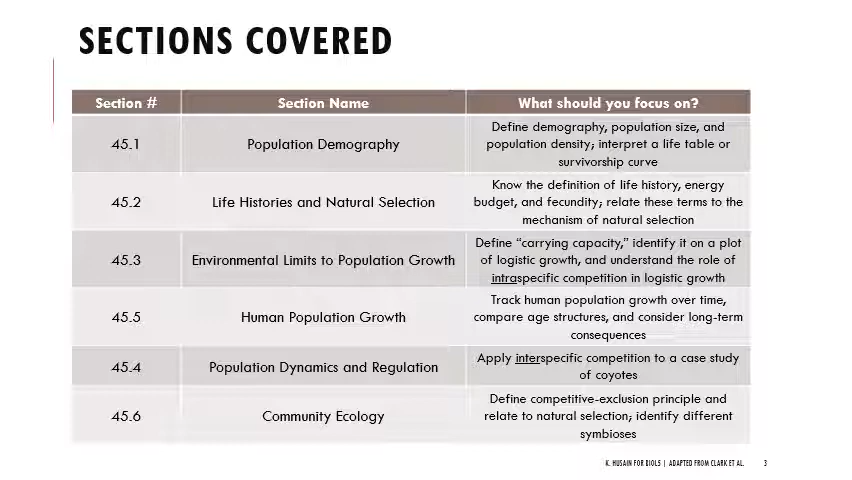 SECTIONS COVERED
Section #
Section Name
What should you focus on?
45.1
Population Demography
Define demography, population size, and
population density; interpret a life table or
survivorship curve
45.2
Life Histories and Natural Selection
Know the definition of life history, energy
budget, and fecundity; relate these terms to the
mechanism of natural selection
45.3
Environmental Limits to Population Growth
Define “carrying capacity,” identify it on a plot
of logistic growth, and understand the role of
intraspecific competition in logistic growth
45.5
Human Population Growth
Track human population growth over time,
compare age structures, and consider long-term
consequences
45.4
Population Dynamics and Regulation
Apply interspecific competition to a case study
of coyotes
45.6
Community Ecology
Define competitive-exclusion principle and
relate to natural selection; identify different
symbioses
K. HUSAIN FOR BIOLS | ADAPTED FROM CLARK ET AL.
3